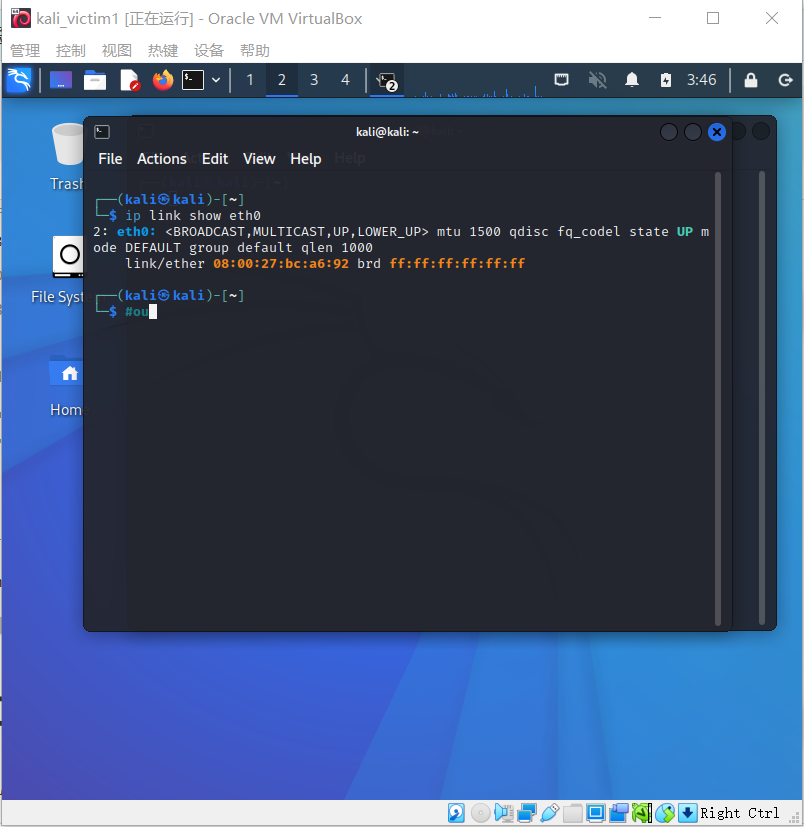 kali_victim1 [正在运行] - Oracle VM VirtualBox
管理 控制 视图 热键 设备 帮助
1 2 3 4 2 3:46
kali@kali: ~
File Actions Edit View Help
Help
Trash
File Syst
Hom
┌──(kali㉿kali)-[~]
└─$ ip link show eth0
2: eth0: <BROADCAST,MULTICAST,UP,LOWER_UP> mtu 1500 qdisc fq_codel state UP m
ode DEFAULT group default qlen 1000
    link/ether 08:00:27:bc:a6:92 brd ff:ff:ff:ff:ff:ff
┌──(kali㉿kali)-[~]
└─$ #ou
Right Ctrl